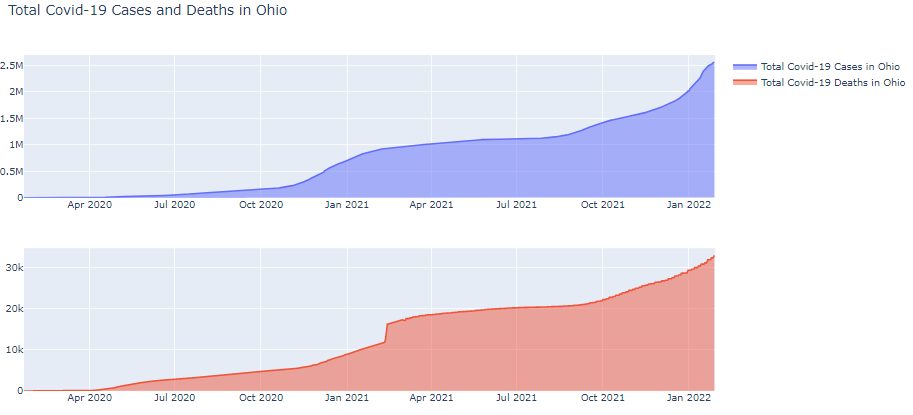 Total Covid-19 Cases and Deaths in Ohio
2.5M
2M
1.5M
1M
0.5M
0
Apr 2020 Jul 2020 Oct 2020 Jan 2021 Apr 2021 Jul 2021 Oct 2021 Jan 2022
Total Covid-19 Cases in Ohio
Total Covid-19 Deaths in Ohio
30k
20k
10k
0
Apr 2020 Jul 2020 Oct 2020 Jan 2021 Apr 2021 Jul 2021 Oct 2021 Jan 2022